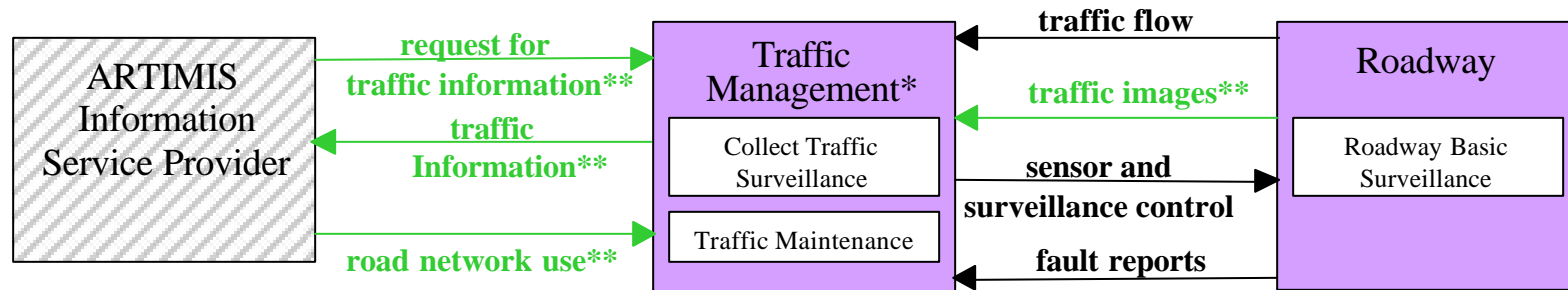 ARTIMIS
Information
Service Provider
request for
traffic information**
traffic
Information**
road network use**
Traffic
Management*
Collect Traffic
Surveillance
Traffic Maintenance
traffic flow
traffic images**
sensor and
surveillance control
fault reports
Roadway
Roadway Basic
Surveillance